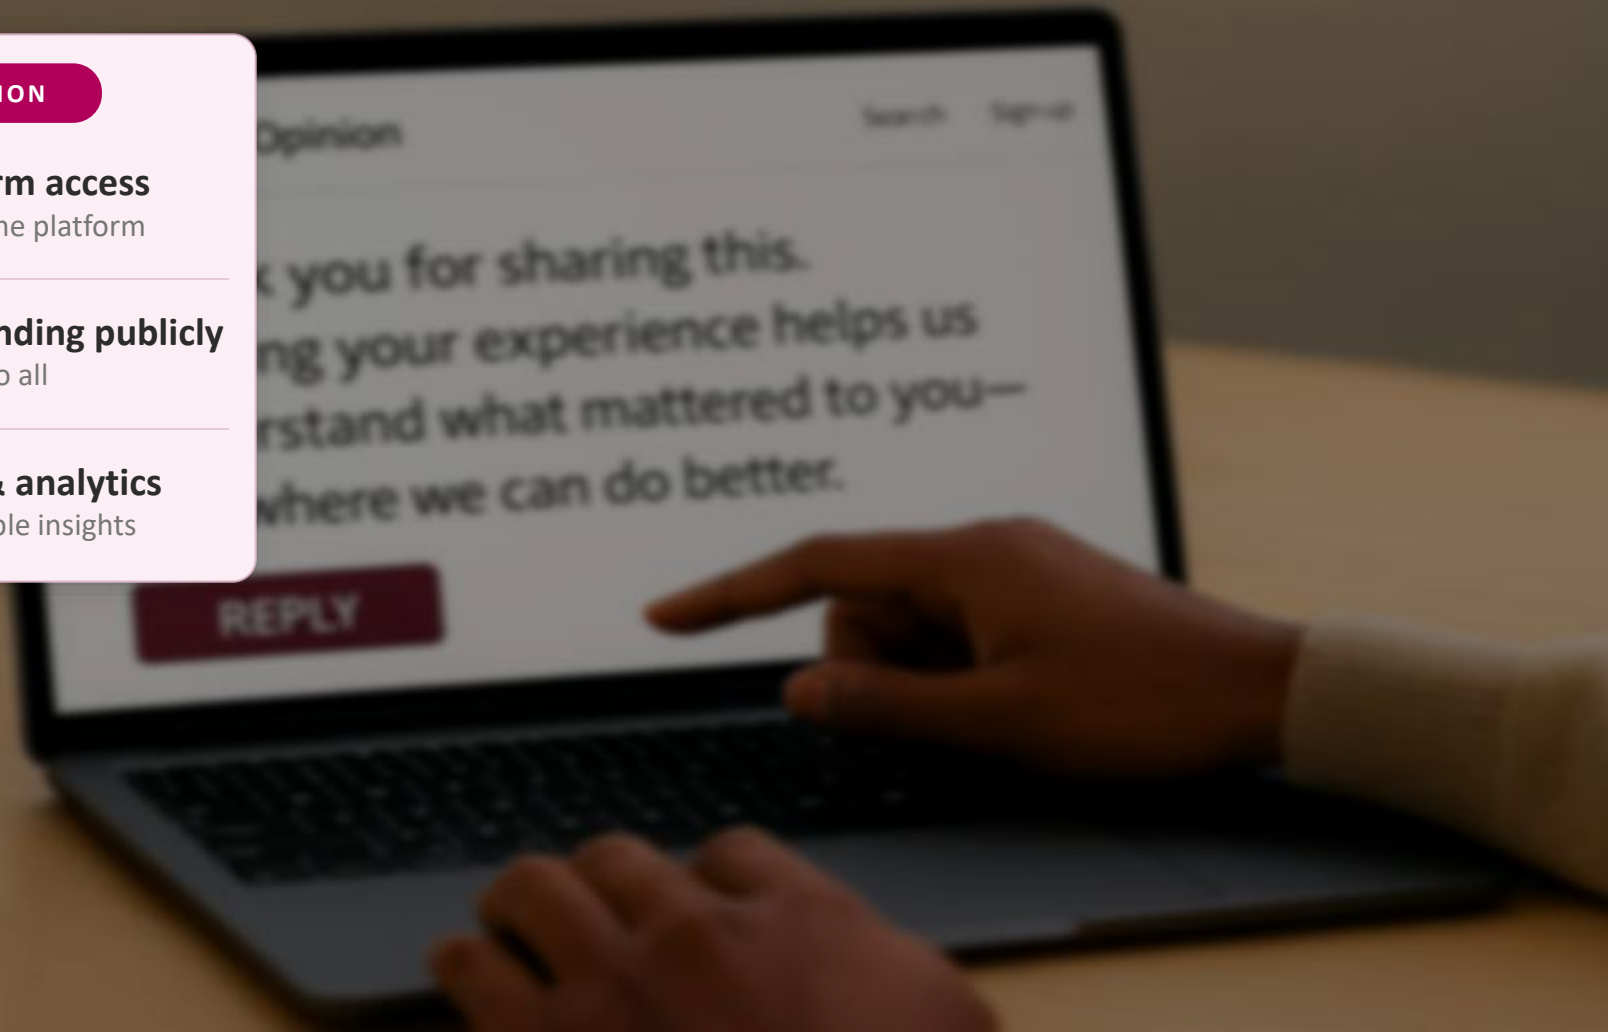 ION
rm access
ne platform
nding publicly
o all
& analytics
ble insights
Opinion
Search Sign up
k you for sharing this.
ng your experience helps us
rstand what mattered to you—
where we can do better.
REPLY